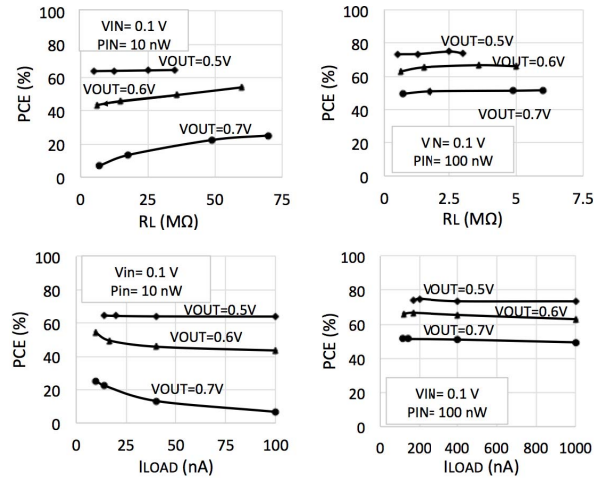 100
80
60
40
20
0
PCE (%)
VIN= 0.1 V
PIN= 10 nW
VOUT=0.5V
VOUT=0.6V
VOUT=0.7V
0 25 50 75
RL (MΩ)
100
80
60
40
20
0
PCE (%)
VOUT=0.5V
VOUT=0.6V
VOUT=0.7V
VIN= 0.1 V
PIN= 100 nW
0 2.5 5 7.5
RL (MΩ)
100
80
60
40
20
0
PCE (%)
Vin= 0.1 V
Pin= 10 nW
VOUT=0.5V
VOUT=0.6V
VOUT=0.7V
0 25 50 75 100
ILOAD (nA)
100
80
60
40
20
0
PCE (%)
VOUT=0.5V
VOUT=0.6V
VOUT=0.7V
VIN= 0.1 V
PIN= 100 nW
0 200 400 600 800 1000
ILOAD (nA)